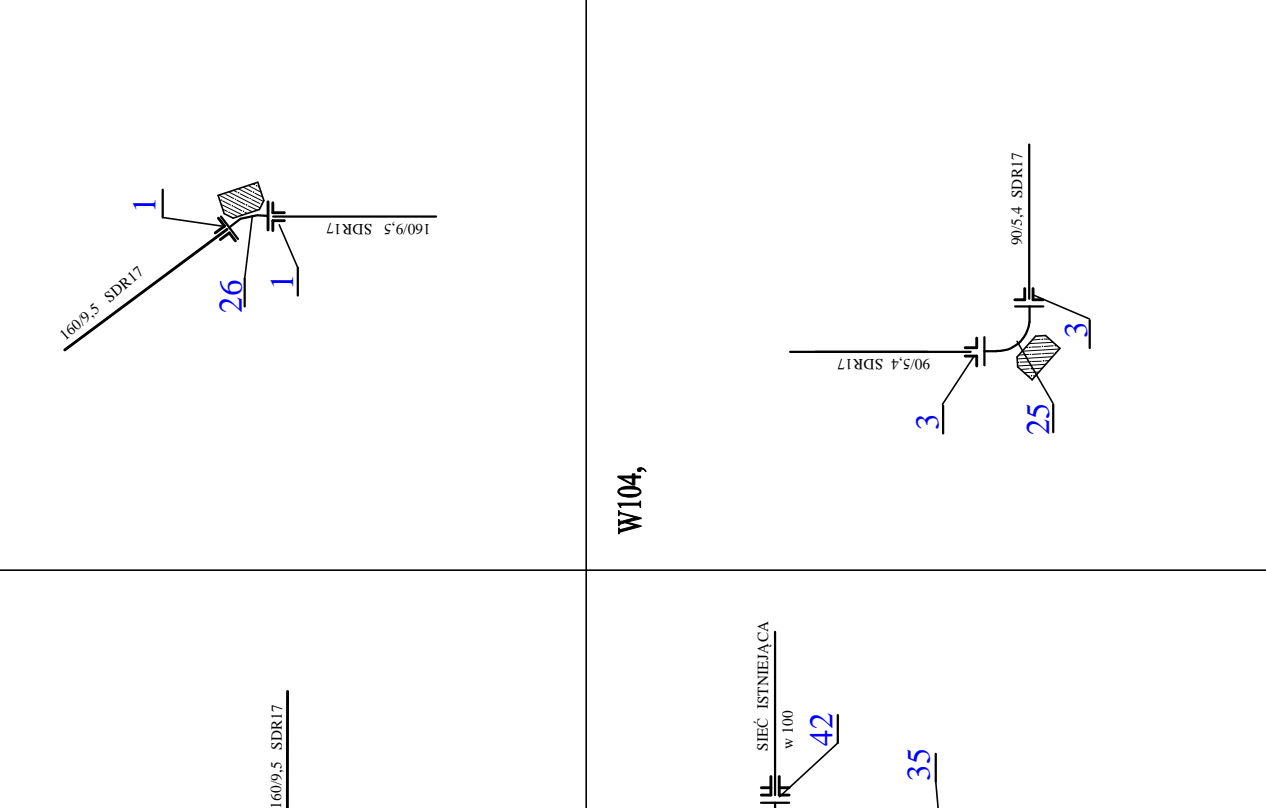 1
160/9,5 SDR17
160/9,5 SDR17
26
1
90/5,4 SDR17
3
90/5,4 SDR17
3
25
W104,
160/9,5 SDR17
SIEĆ ISTNIEJĄCA
w 100
42
35